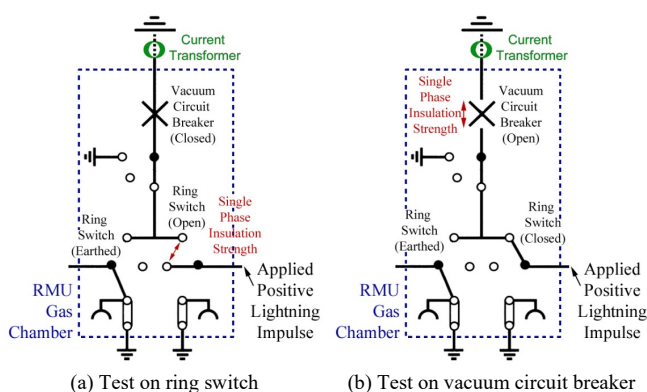 Current
Transformer
Vacuum
Circuit
Breaker
(Closed)
Ring
Switch
(Open)
Single
Phase
Insulation
Strength
Ring
Switch
(Earthed)
RMU
Gas
Chamber
Applied
Positive
Lightning
Impulse
(a) Test on ring switch
Current
Transformer
Single
Phase
Insulation
Strength
Vacuum
Circuit
Breaker
(Open)
Ring
Switch
(Closed)
Ring
Switch
(Earthed)
RMU
Gas
Chamber
Applied
Positive
Lightning
Impulse
(b) Test on vacuum circuit breaker